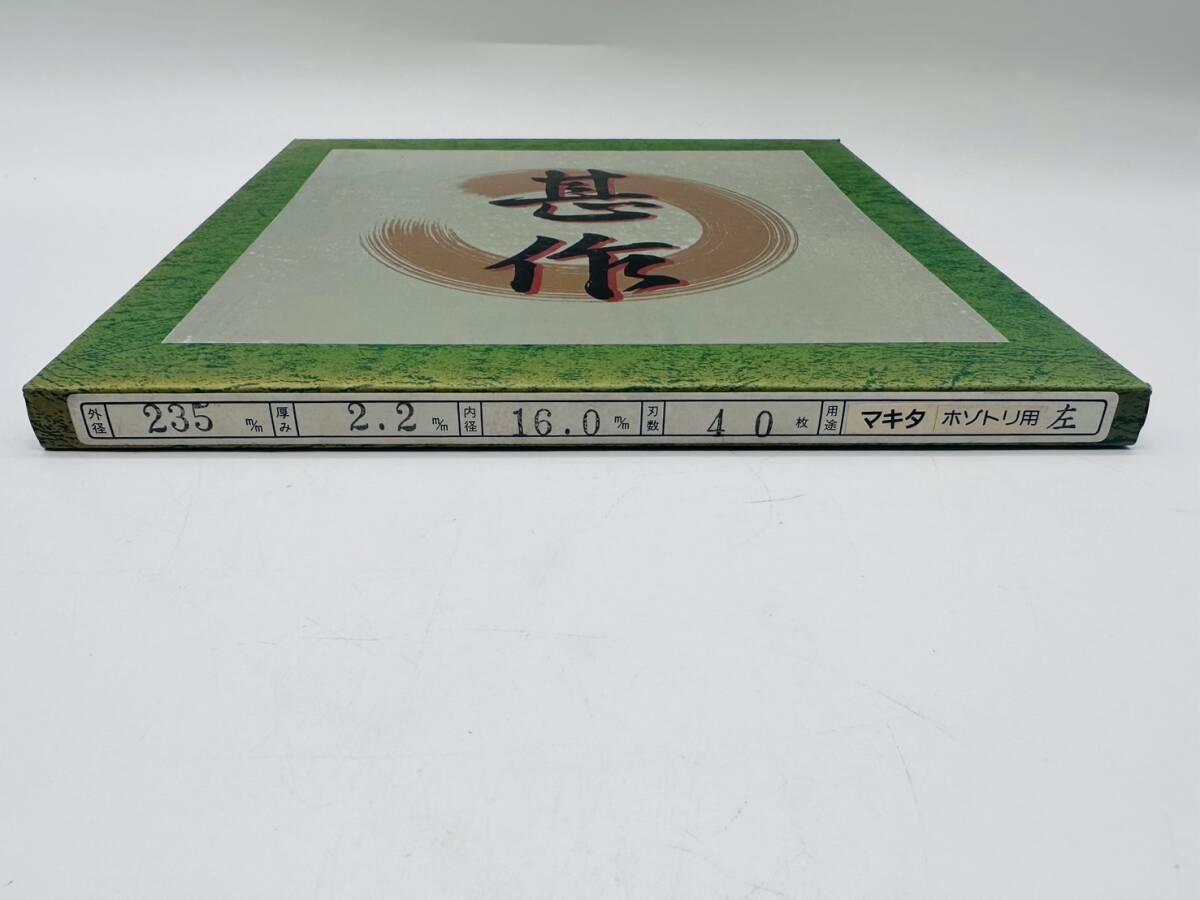 甚作
外径 235 m/m 厚み 2.2 m/m 内径 16.0 m/m 刃数 40 枚 用途 マキタ ホゾトリ用 左